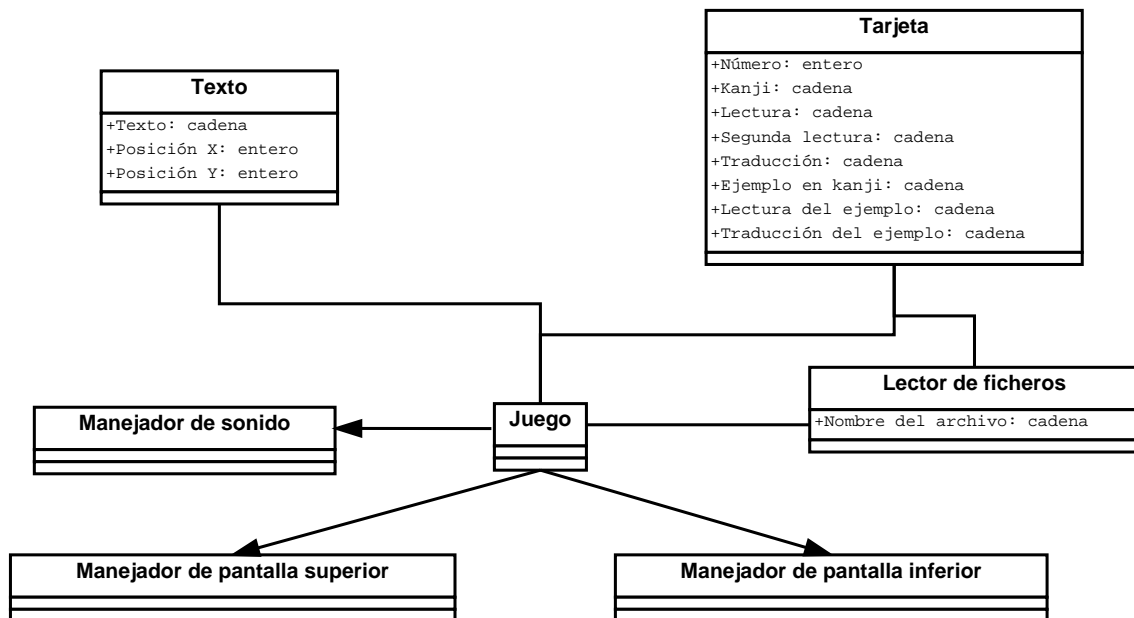 Texto
+Texto: cadena
+Posición X: entero
+Posición Y: entero
Tarjeta
+Número: entero
+Kanji: cadena
+Lectura: cadena
+Segunda lectura: cadena
+Traducción: cadena
+Ejemplo en kanji: cadena
+Lectura del ejemplo: cadena
+Traducción del ejemplo: cadena
Manejador de sonido
Juego
Lector de ficheros
+Nombre del archivo: cadena
Manejador de pantalla superior
Manejador de pantalla inferior